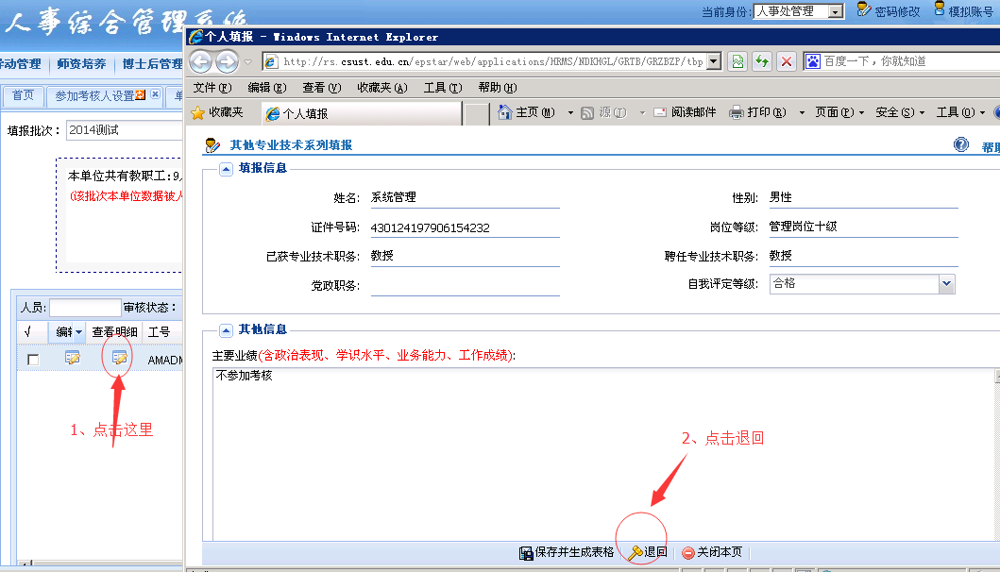 人事综合管理系统
当前身份: 人事处管理 密码修改 模拟账号
异动管理 师资培养 博士后管理
首页 参加考核人设置
填报批次： 2014测试
本单位共有教职工:9
(该批次本单位数据被人
人员: 审核状态：
√ 编辑 查看明细 工号
AMADM
1、点击这里
个人填报 - Windows Internet Explorer
http://rs.csust.edu.cn/epstar/web/applications/HRMS/NDKHGL/GRTB/GRZBZP/tbp
百度一下，你就知道
文件(F) 编辑(E) 查看(V) 收藏夹(A) 工具(T) 帮助(H)
收藏夹 个人填报 主页(M) 源(J) 阅读邮件 打印(R) 页面(P) 安全(S) 工具(O)
其他专业技术系列填报 帮助
填报信息
姓名: 系统管理 性别: 男性
证件号码: 430124197906154232 岗位等级: 管理岗位十级
已获专业技术职务: 教授 聘任专业技术职务: 教授
党政职务: 自我评定等级: 合格
其他信息
主要业绩(含政治表现、学识水平、业务能力、工作成绩):
不参加考核
2、点击退回
保存并生成表格 退回 关闭本页